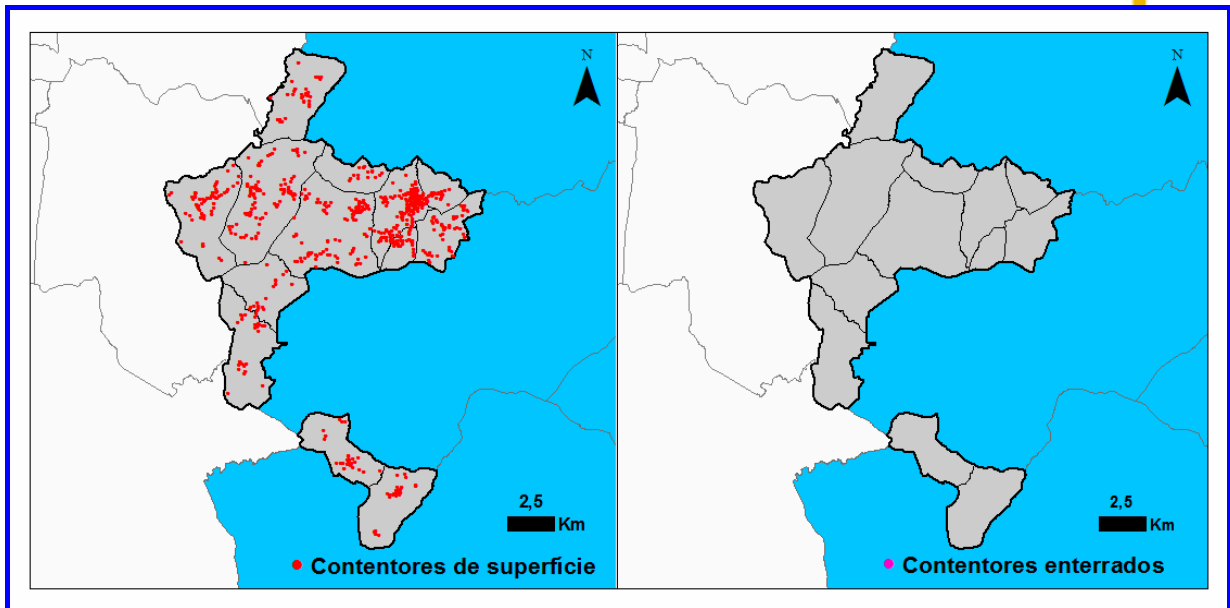 N
2,5
Km
Contentores de superfície
N
2,5
Km
Contentores enterrados